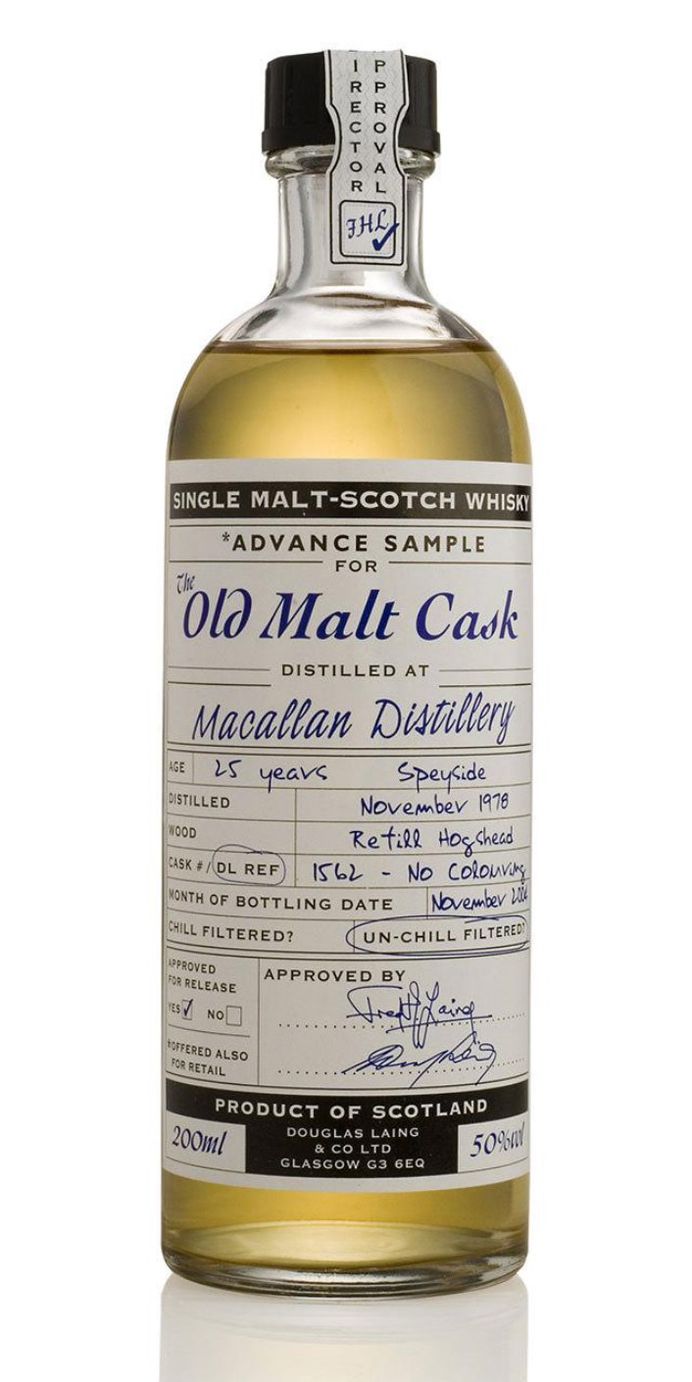 DIRECTOR
APPROVAL
FHL
SINGLE MALT-SCOTCH WHISKY
*ADVANCE SAMPLE
FOR
The
Old Malt Cask
DISTILLED AT
Macallan Distillery
AGE 25 years Speyside
DISTILLED November 1978
WOOD Refill Hogshead
CASK # / DL REF 1562 - No Colouring
MONTH OF BOTTLING DATE November
CHILL FILTERED? UN-CHILL FILTERED?
APPROVED
FOR RELEASE
YES NO
APPROVED BY
*OFFERED ALSO
FOR RETAIL
PRODUCT OF SCOTLAND
200ml
DOUGLAS LAING
& CO LTD
GLASGOW G3 6EQ
50%vol